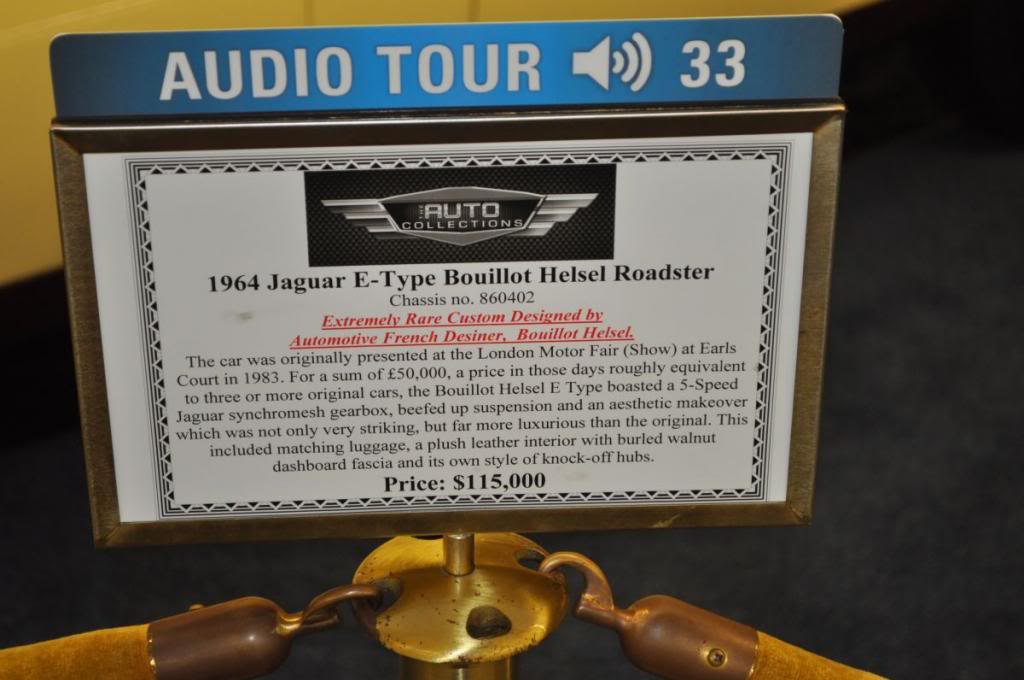 AUDIO TOUR 33
THE AUTO
COLLECTIONS
1964 Jaguar E-Type Bouillot Helsel Roadster
Chassis no. 860402
Extremely Rare Custom Designed by
Automotive French Desiner, Bouillot Helsel.
The car was originally presented at the London Motor Fair (Show) at Earls
Court in 1983. For a sum of £50,000, a price in those days roughly equivalent
to three or more original cars, the Bouillot Helsel E Type boasted a 5-Speed
Jaguar synchromesh gearbox, beefed up suspension and an aesthetic makeover
which was not only very striking, but far more luxurious than the original. This
included matching luggage, a plush leather interior with burled walnut
dashboard fascia and its own style of knock-off hubs.
Price: $115,000